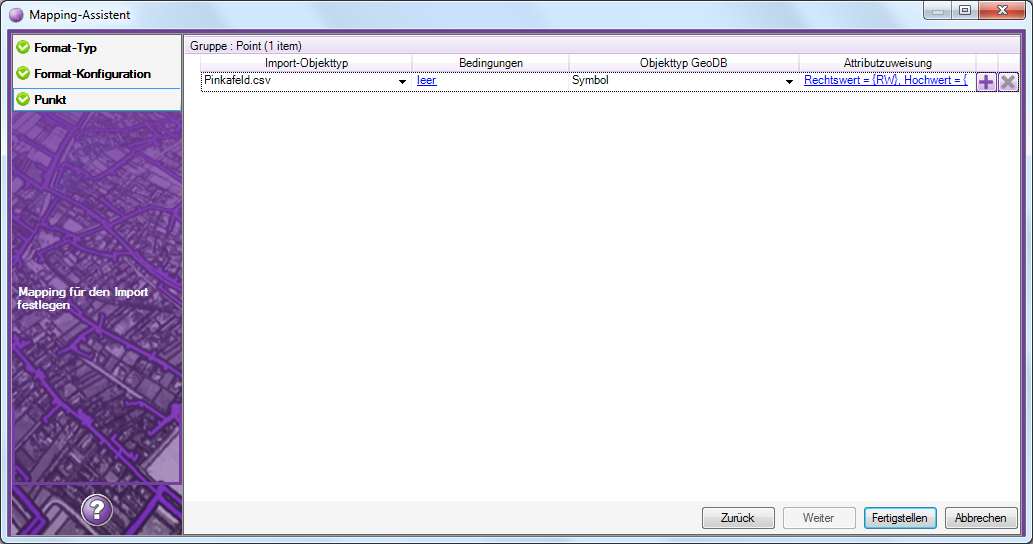 Mapping-Assistent
Format-Typ
Format-Konfiguration
Punkt
Mapping für den Import
festlegen
?
Gruppe : Point (1 item)
Import-Objekttyp Bedingungen Objekttyp GeoDB Attributzuweisung
Pinkafeld.csv leer Symbol Rechtswert = {RW}, Hochwert = {
Zurück Weiter Fertigstellen Abbrechen